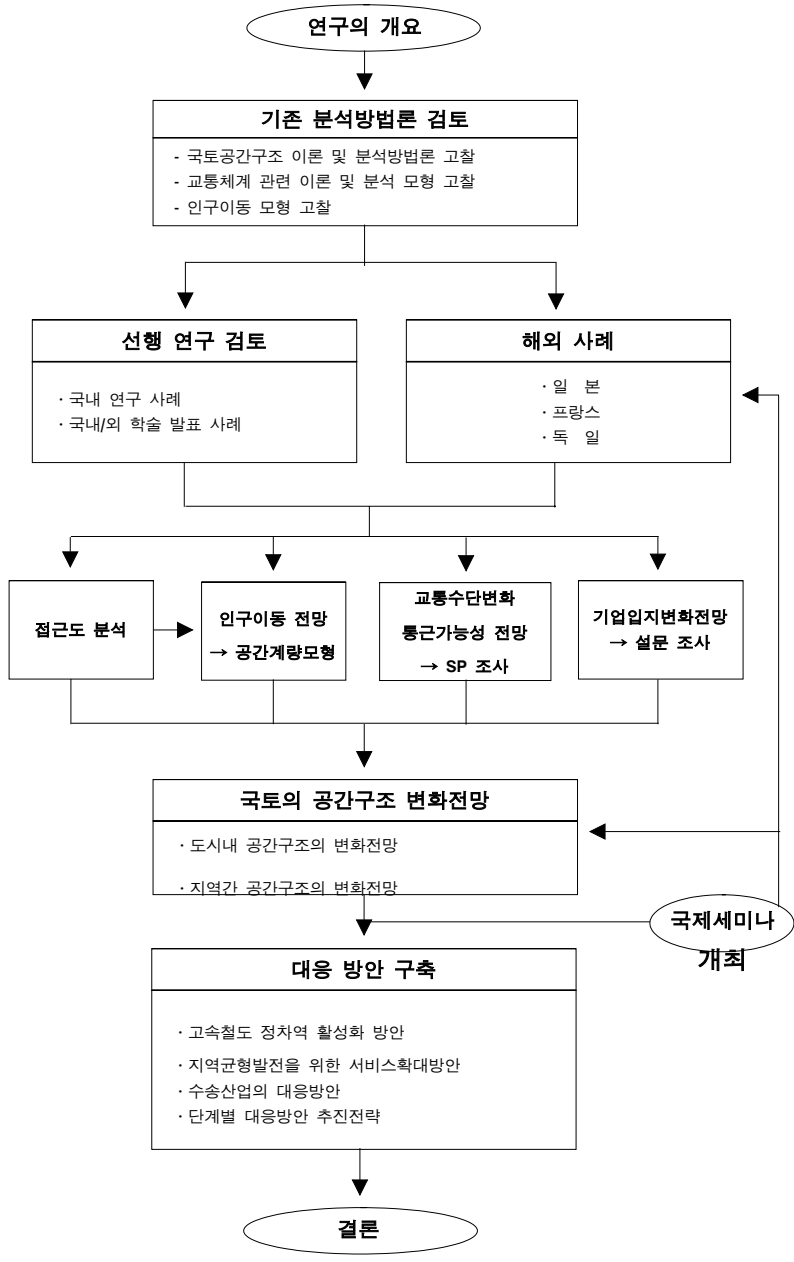 연구의 개요
기존 분석방법론 검토
- 국토공간구조 이론 및 분석방법론 고찰
- 교통체계 관련 이론 및 분석 모형 고찰
- 인구이동 모형 고찰
선행 연구 검토
· 국내 연구 사례
· 국내/외 학술 발표 사례
해외 사례
· 일 본
· 프랑스
· 독 일
접근도 분석
인구이동 전망
→ 공간계량모형
교통수단변화
통근가능성 전망
→ SP 조사
기업입지변화전망
→ 설문 조사
국토의 공간구조 변화전망
· 도시내 공간구조의 변화전망
· 지역간 공간구조의 변화전망
국제세미나
개최
대응 방안 구축
· 고속철도 정차역 활성화 방안
· 지역균형발전을 위한 서비스확대방안
· 수송산업의 대응방안
· 단계별 대응방안 추진전략
결론